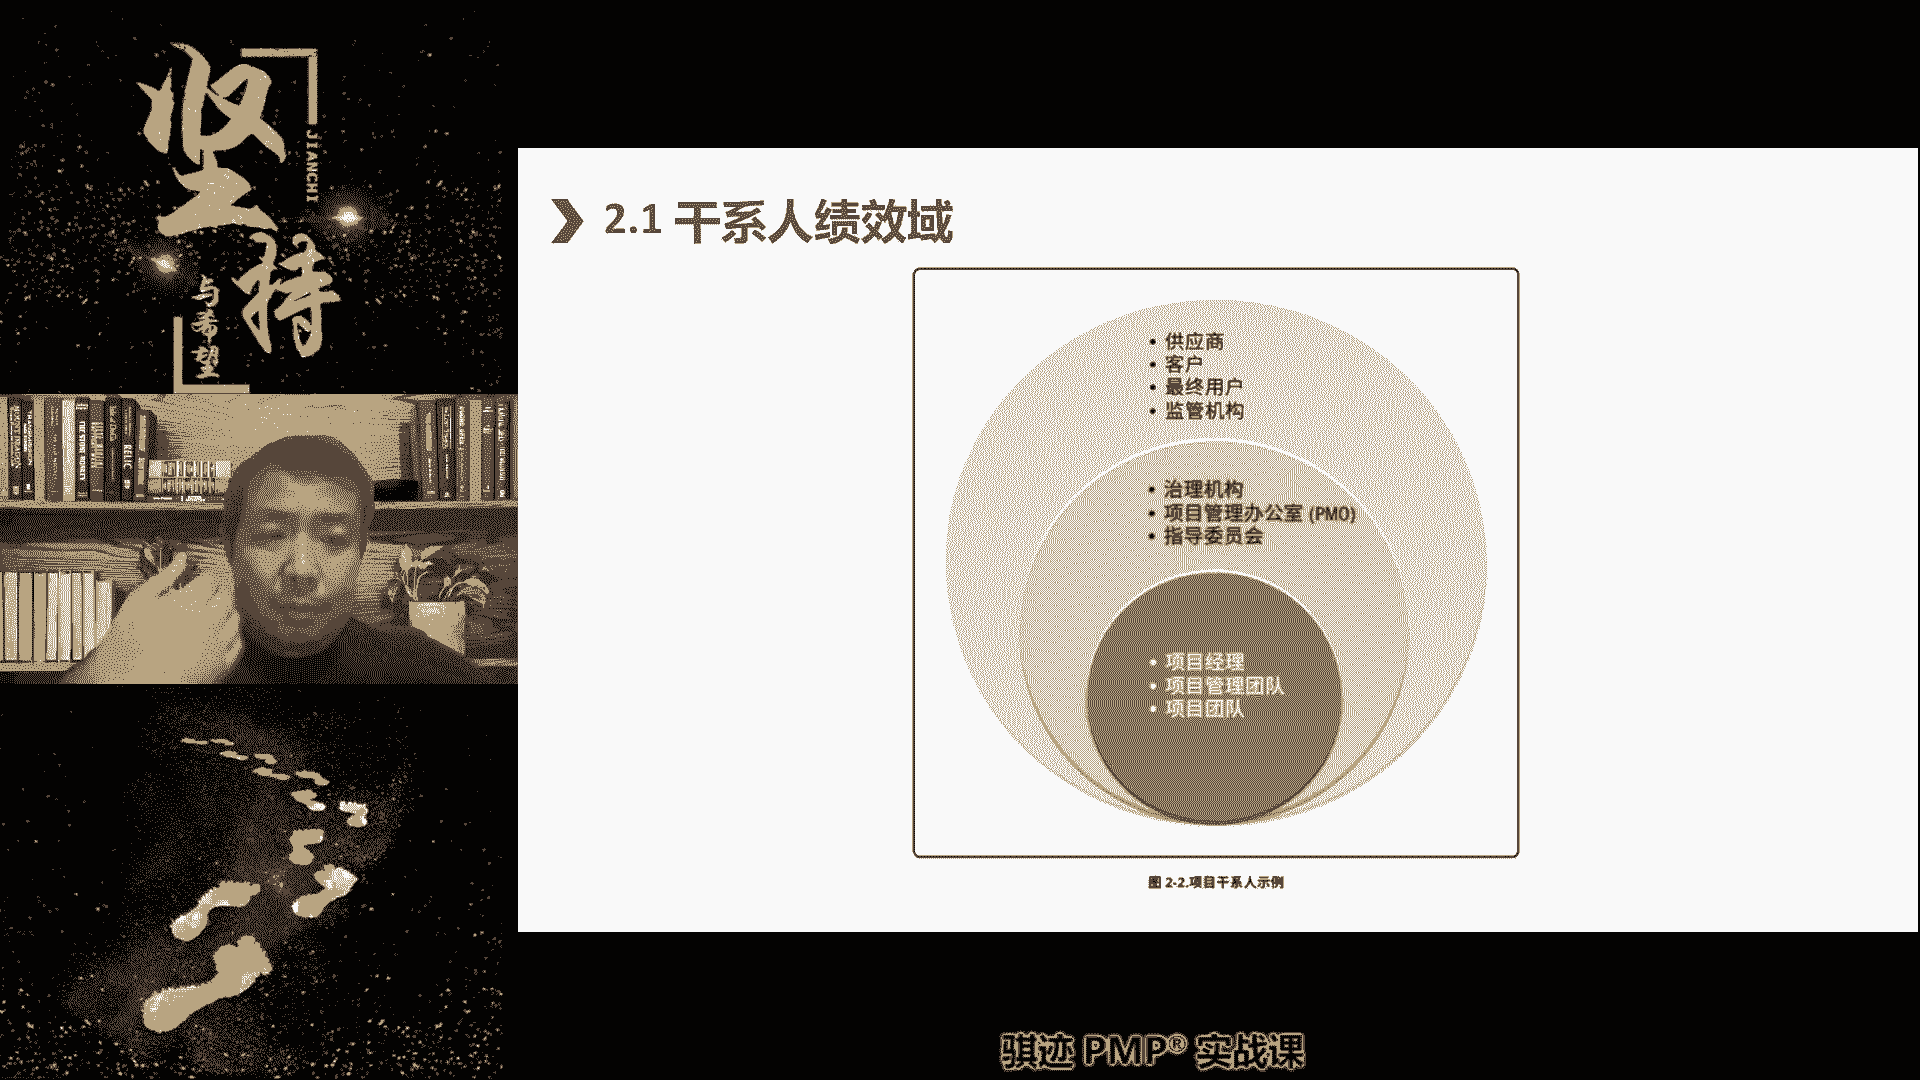 坚持
JIANCHI
与希望
2.1 干系人绩效域
• 供应商
• 客户
• 最终用户
• 监管机构
• 治理机构
• 项目管理办公室 (PMO)
• 指导委员会
• 项目经理
• 项目管理团队
• 项目团队
图 2-2.项目干系人示例
骐迹 PMP® 实战课